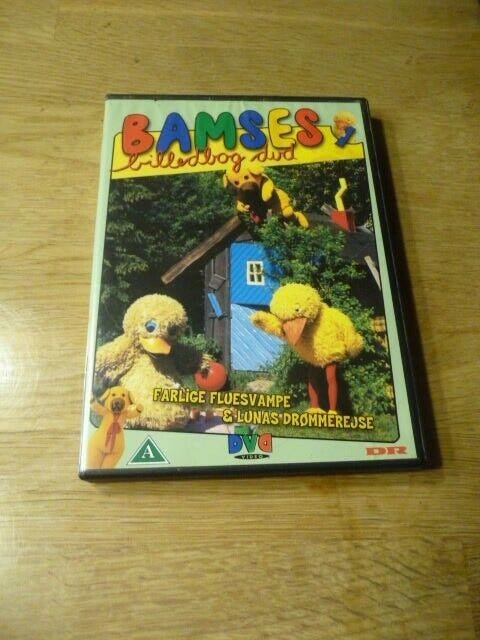 BAMSES
billedbog dvd
FARLIGE FLUESVAMPE
& LUNAS DRØMMEREJSE
A
DVD
VIDEO
DR